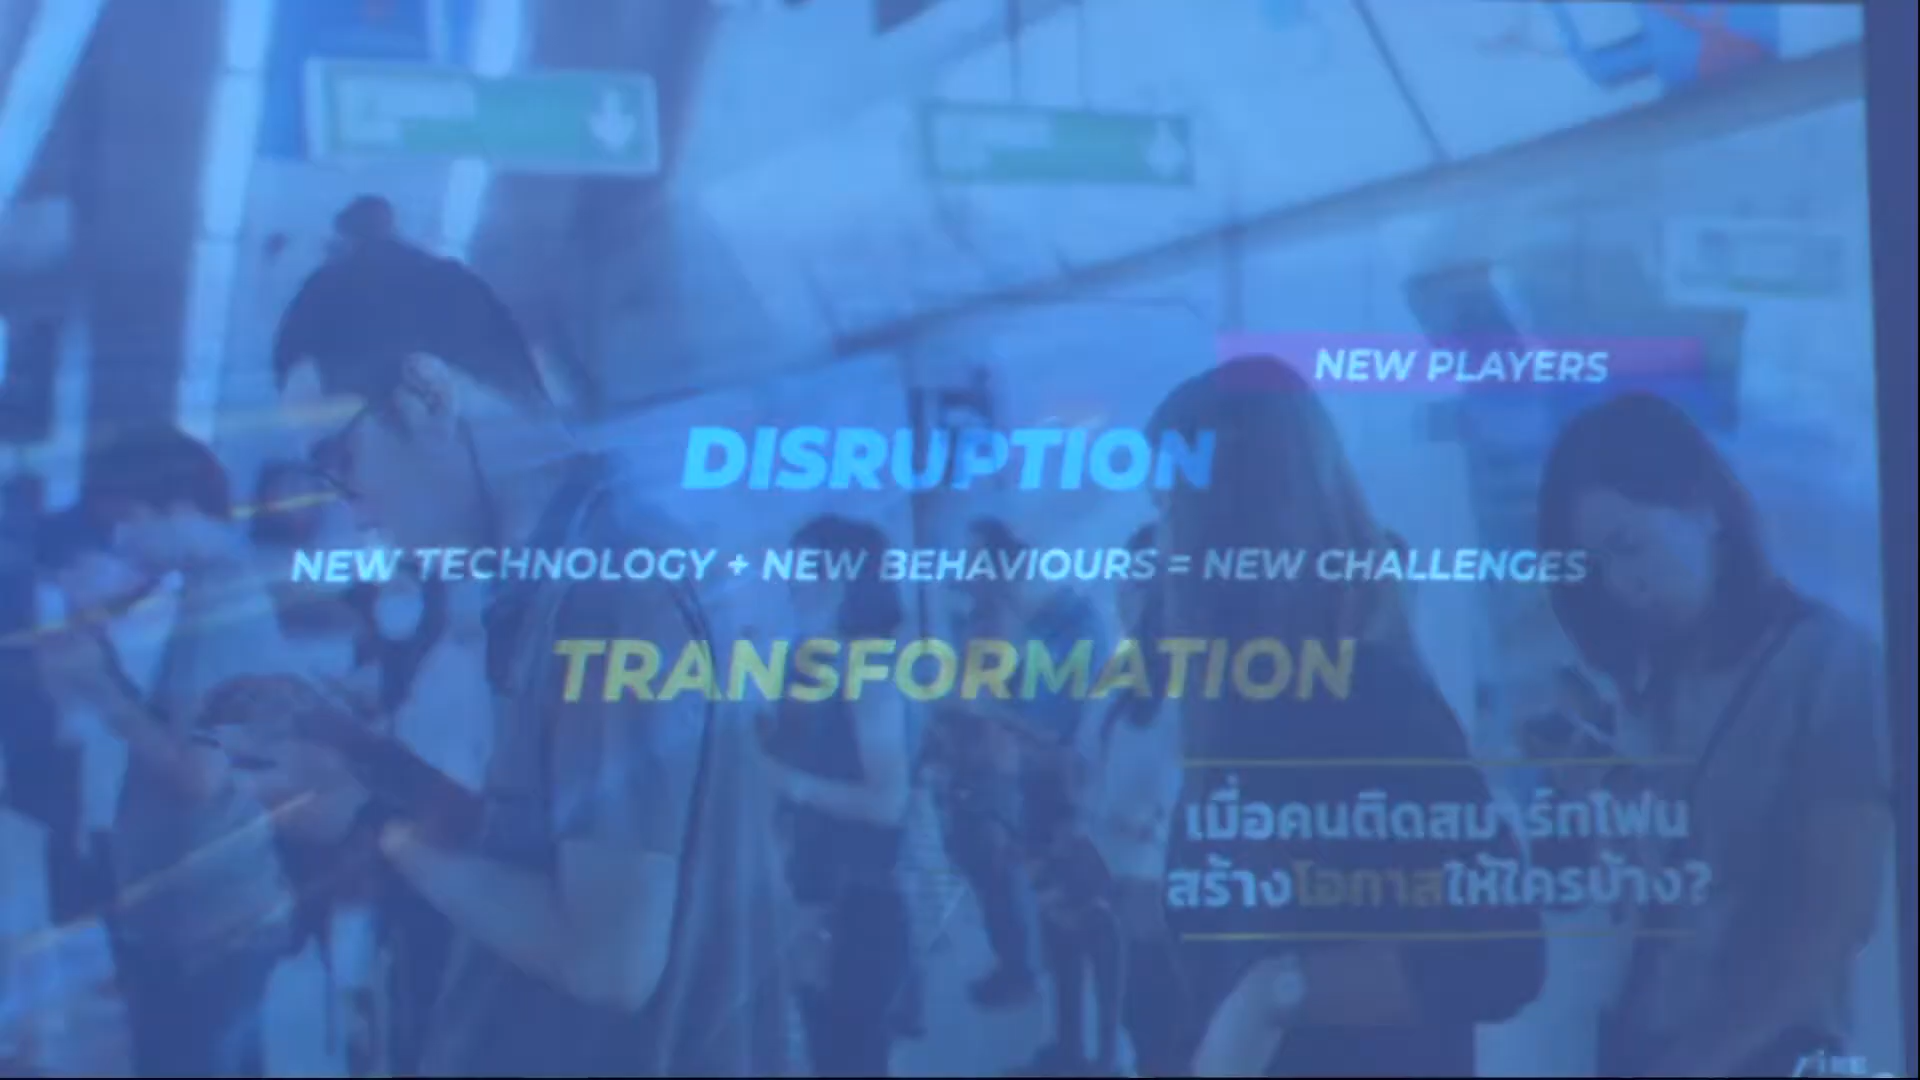 NEW PLAYERS
DISRUPTION
NEW TECHNOLOGY + NEW BEHAVIOURS = NEW CHALLENGES
TRANSFORMATION
เมื่อคนติดสมาร์ทโฟน
สร้างโอกาสให้ใครบ้าง?